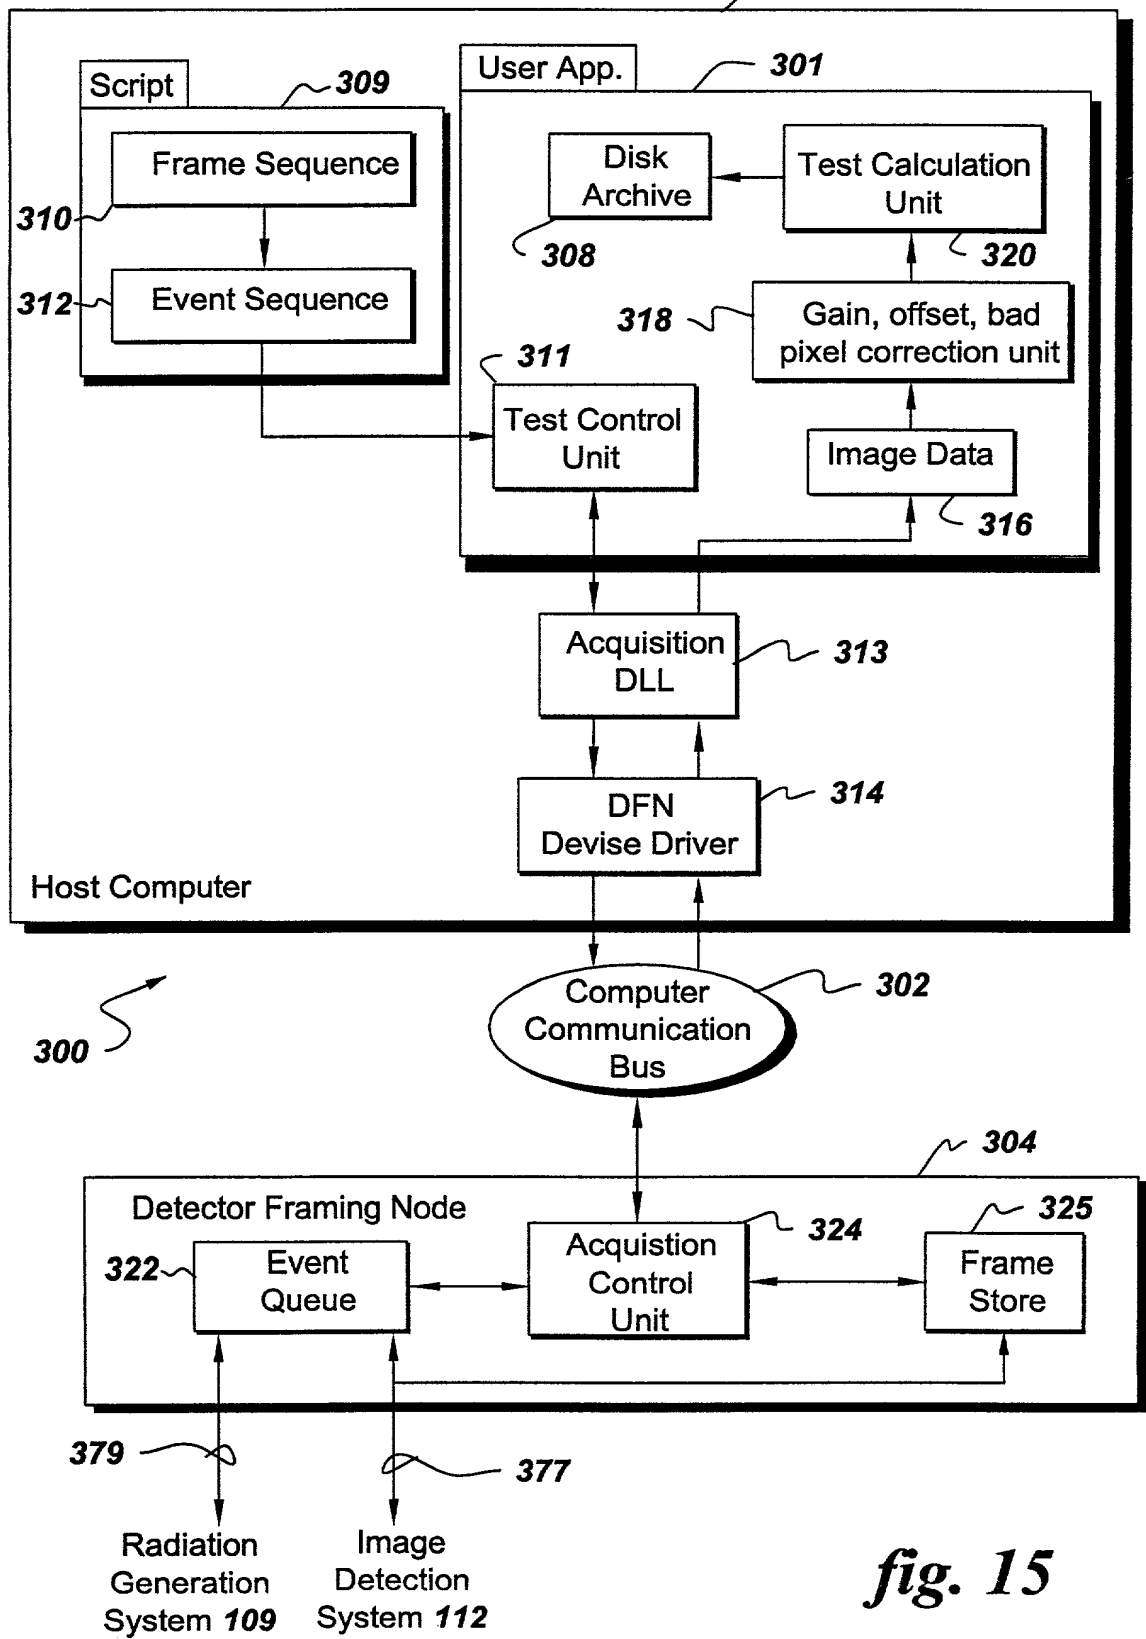 Script
309
User App.
301
Frame Sequence
310
Event Sequence
312
Disk
Archive
308
Test Calculation
Unit
320
318
Gain, offset, bad
pixel correction unit
311
Test Control
Unit
Image Data
316
Acquisition
DLL
313
DFN
Devise Driver
314
Host Computer
300
Computer
Communication
Bus
302
304
Detector Framing Node
322
Event
Queue
Acquistion
Control
Unit
324
325
Frame
Store
379
377
Radiation
Generation
System 109
Image
Detection
System 112
fig. 15